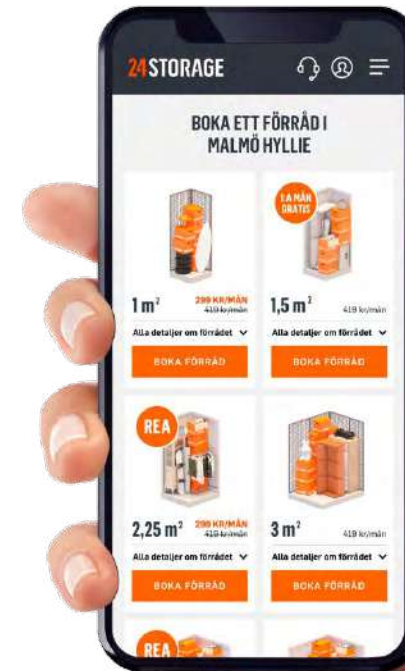 24STORAGE
BOKA ETT FÖRRÅD I
MALMÖ HYLLIE
1:A MÅN
GRATIS
1 m²
299 KR/MÅN
419 kr/mån
1,5 m²
419 kr/mån
Alla detaljer om förrådet
Alla detaljer om förrådet
BOKA FÖRRÅD
BOKA FÖRRÅD
REA
2,25 m²
299 KR/MÅN
419 kr/mån
3 m²
419 kr/mån
Alla detaljer om förrådet
Alla detaljer om förrådet
BOKA FÖRRÅD
BOKA FÖRRÅD
REA